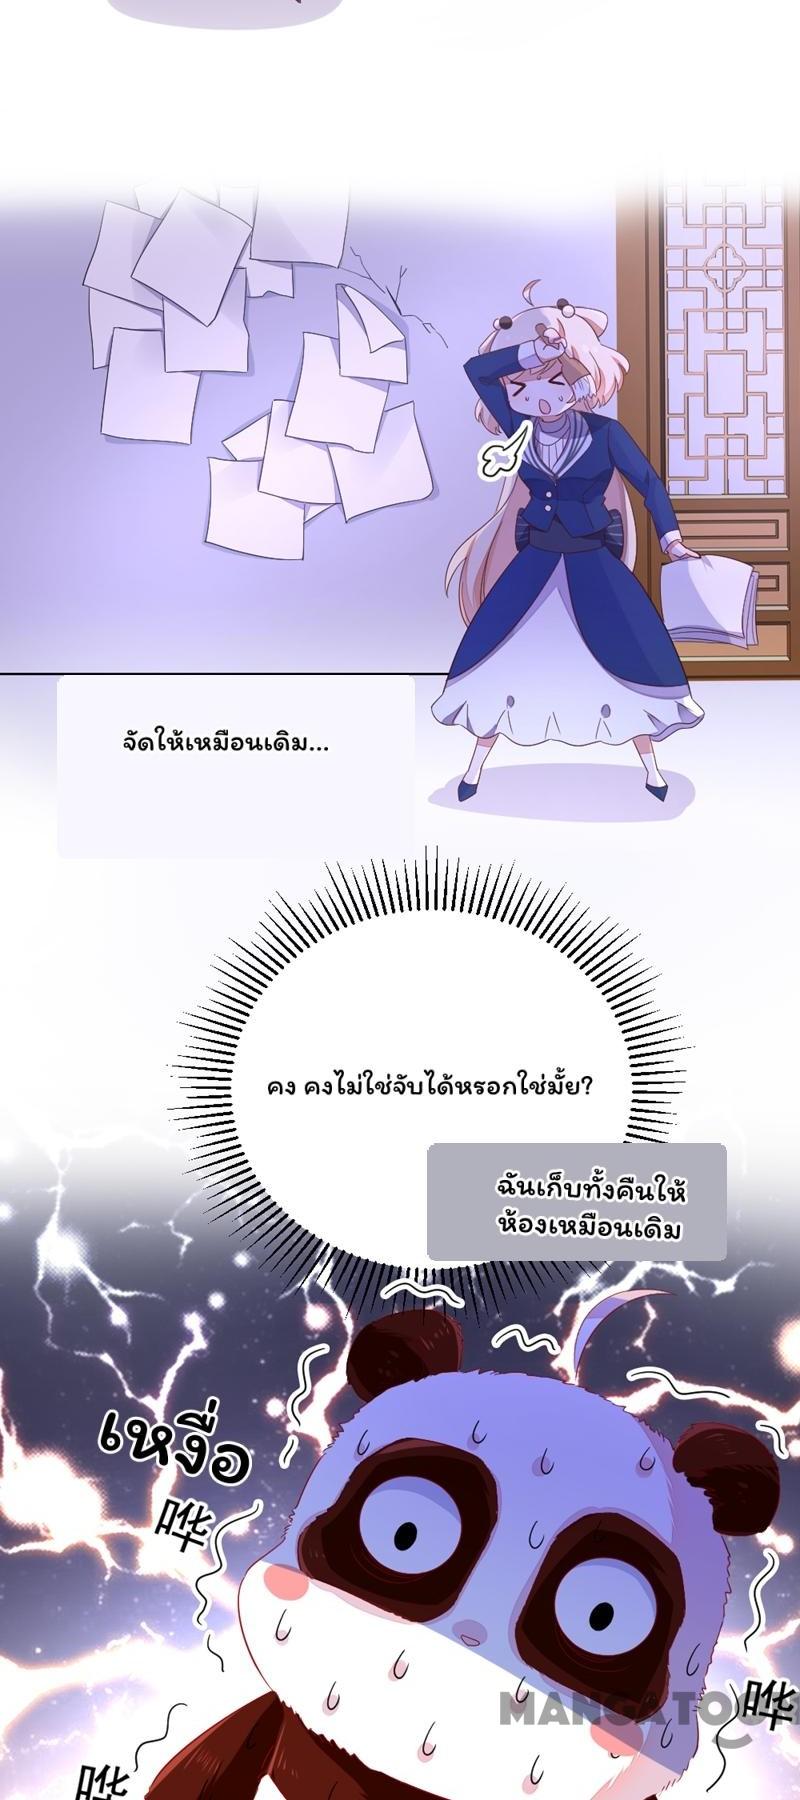 จัดให้เหมือนเดิม...
คง คงไม่ใช่จับได้หรอกใช่มั้ย?
ฉันเก็บทั้งคืนให้
ห้องเหมือนเดิม
เหงื่อ
哗
MANGATOON
哗
哗